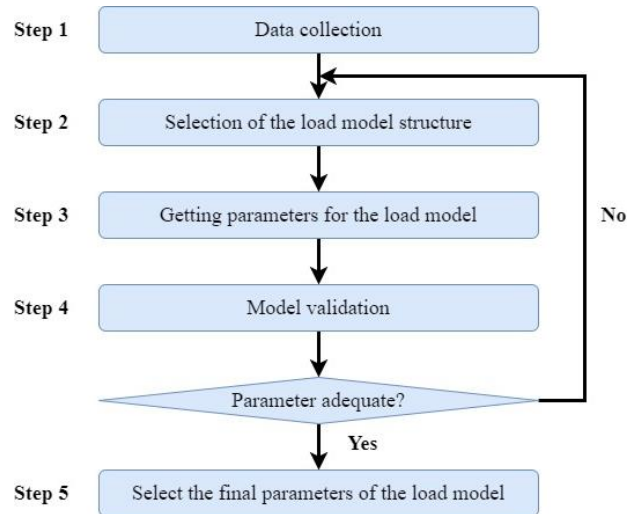 Step 1 Data collection
Step 2 Selection of the load model structure
Step 3 Getting parameters for the load model
No
Step 4 Model validation
Parameter adequate?
Yes
Step 5 Select the final parameters of the load model